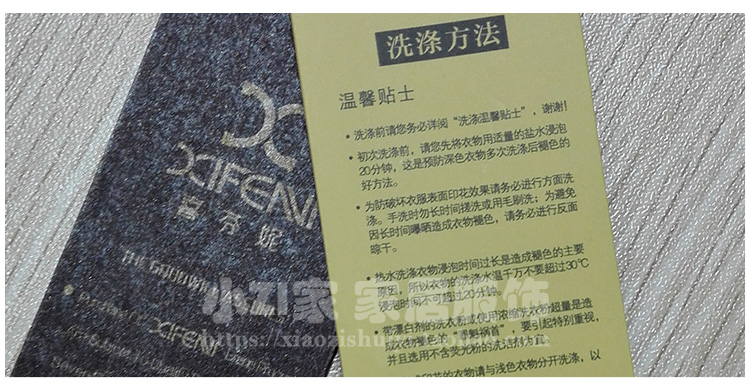 洗涤方法
温馨贴士
• 洗涤前请您务必详阅“洗涤温馨贴士”，谢谢！
• 初次洗涤前，请您先将衣物用适量的盐水浸泡
20分钟，这是预防深色衣物多次洗涤后褪色的
好方法。
• 为防破坏衣服表面印花效果请务必进行方面洗
涤。手洗时勿长时间搓洗或用毛刷洗；为避免
因长时间曝晒造成衣物褪色，请务必进行反面
晾干。
• 热水洗涤衣物浸泡时间过长是造成褪色的主要
原因，所以衣物的洗涤水温千万不要超过30℃
浸泡时间不可超过20分钟。
• 带漂白剂的洗衣粉或使用浓缩洗衣粉超量是造
成衣物褪色的“罪魁祸首”，要引起特别重视，
并且选用不含荧光粉的洗涤剂为宜。
衣物请与浅色衣物分开洗涤，以
XIFENNI
喜芬妮
XIFENI
小ZI家 家居服饰